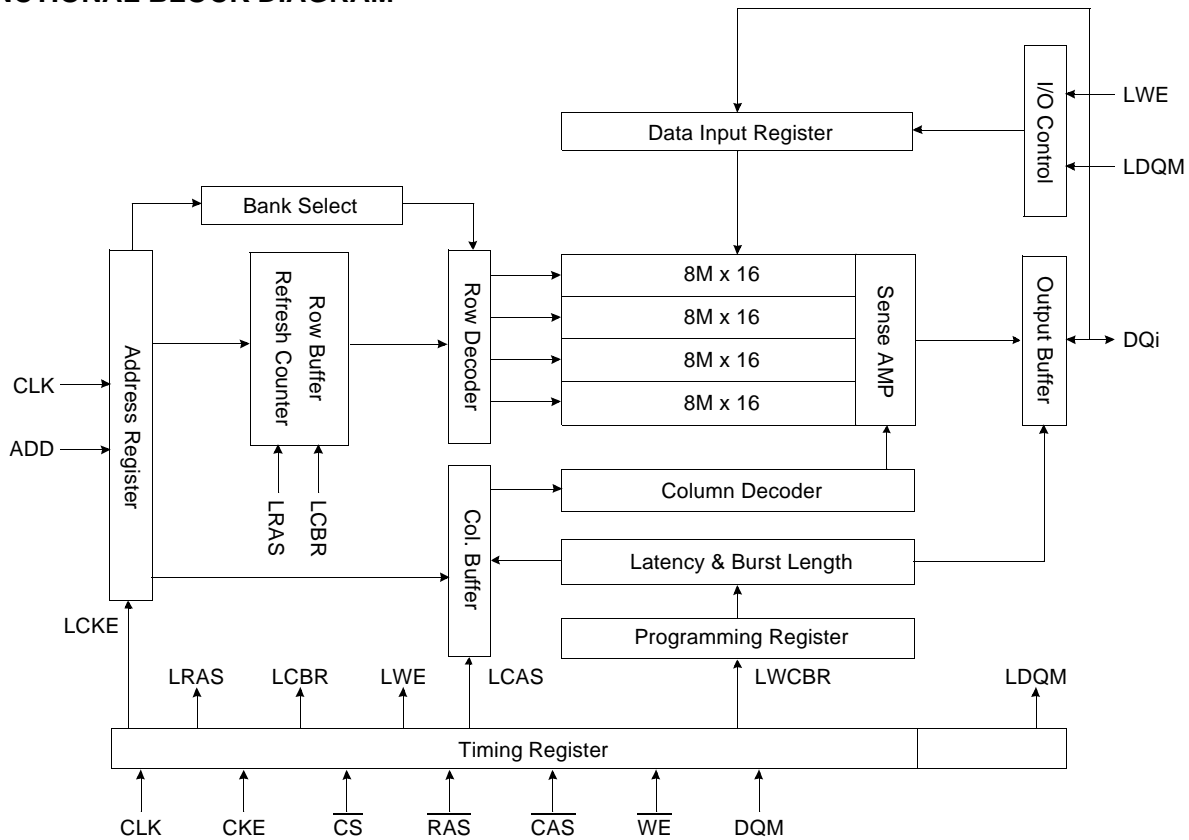 LWE
I/O Control
Data Input Register
LDQM
Bank Select
8M x 16
8M x 16
8M x 16
8M x 16
Sense AMP
Output Buffer
DQi
Row Buffer
Refresh Counter
Row Decoder
Address Register
CLK
ADD
LRAS
LCBR
Col. Buffer
Column Decoder
Latency & Burst Length
Programming Register
LCKE
LRAS
LCBR
LWE
LCAS
LWCBR
LDQM
Timing Register
CLK
CKE
CS
RAS
CAS
WE
DQM